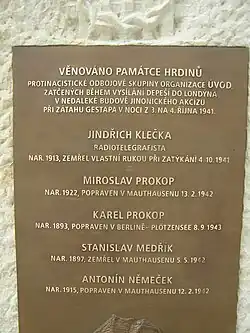 VĚNOVÁNO PAMÁTCE HRDINŮ
PROTINACISTICKÉ ODBOJOVÉ SKUPINY ORGANIZACE ÚVOD
ZATČENÝCH BĚHEM VYSÍLÁNÍ DEPEŠÍ DO LONDÝNA
V NEDALEKÉ BUDOVĚ JINONICKÉHO AKCIZU
PŘI ZÁTAHU GESTAPA V NOCI Z 3. NA 4. ŘÍJNA 1941
JINDŘICH KLEČKA
RADIOTELEGRAFISTA
NAR. 1913, ZEMŘEL VLASTNÍ RUKOU PŘI ZATÝKÁNÍ 4.10.1941
MIROSLAV PROKOP
NAR. 1922, POPRAVEN V MAUTHAUSENU 13.2.1942
KAREL PROKOP
NAR. 1893, POPRAVEN V BERLÍNĚ- PLÖTZENSEE 8.9.1943
STANISLAV MEDŘÍK
NAR. 1897, ZEMŘEL V MAUTHAUSENU 5.5.1942
ANTONÍN NĚMEČEK
NAR. 1915, POPRAVEN V MAUTHAUSENU 12.2.1942